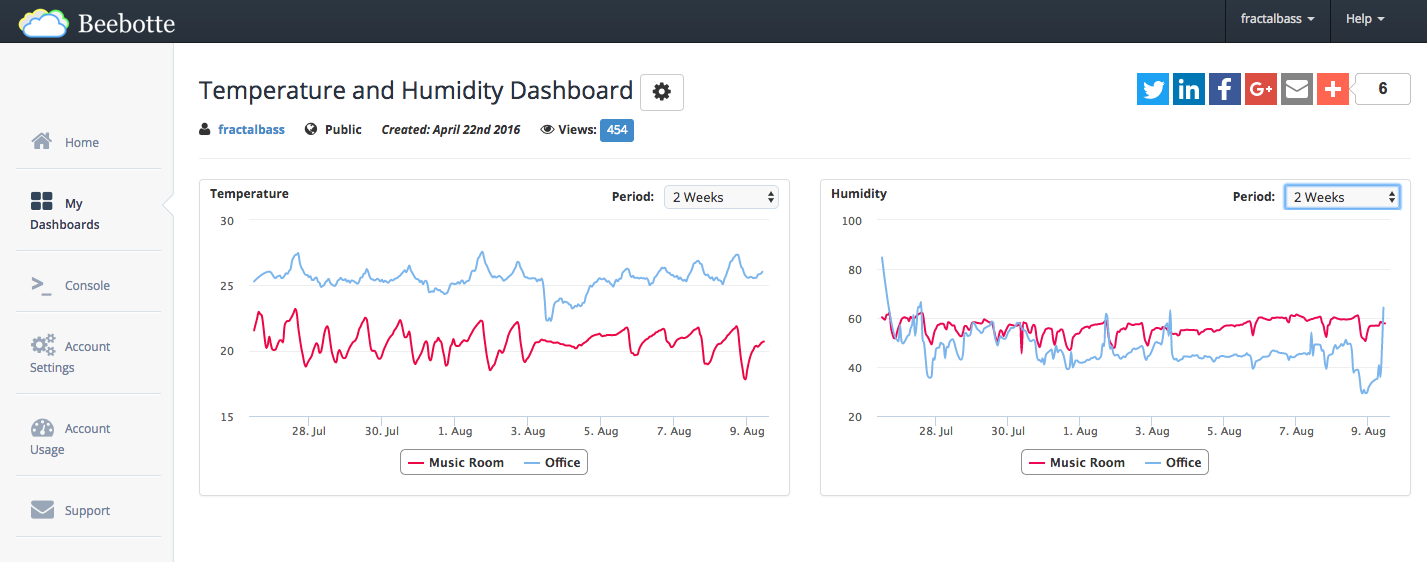 Beebotte
fractalbass
Help
Home
My
Dashboards
Console
Account
Settings
Account
Usage
Support
Temperature and Humidity Dashboard
fractalbass Public Created: April 22nd 2016 Views: 454
in f G+ 6
Temperature Period: 2 Weeks
30
25
20
15
28. Jul 30. Jul 1. Aug 3. Aug 5. Aug 7. Aug 9. Aug
Music Room Office
Humidity Period: 2 Weeks
100
80
60
40
20
28. Jul 30. Jul 1. Aug 3. Aug 5. Aug 7. Aug 9. Aug
Music Room Office